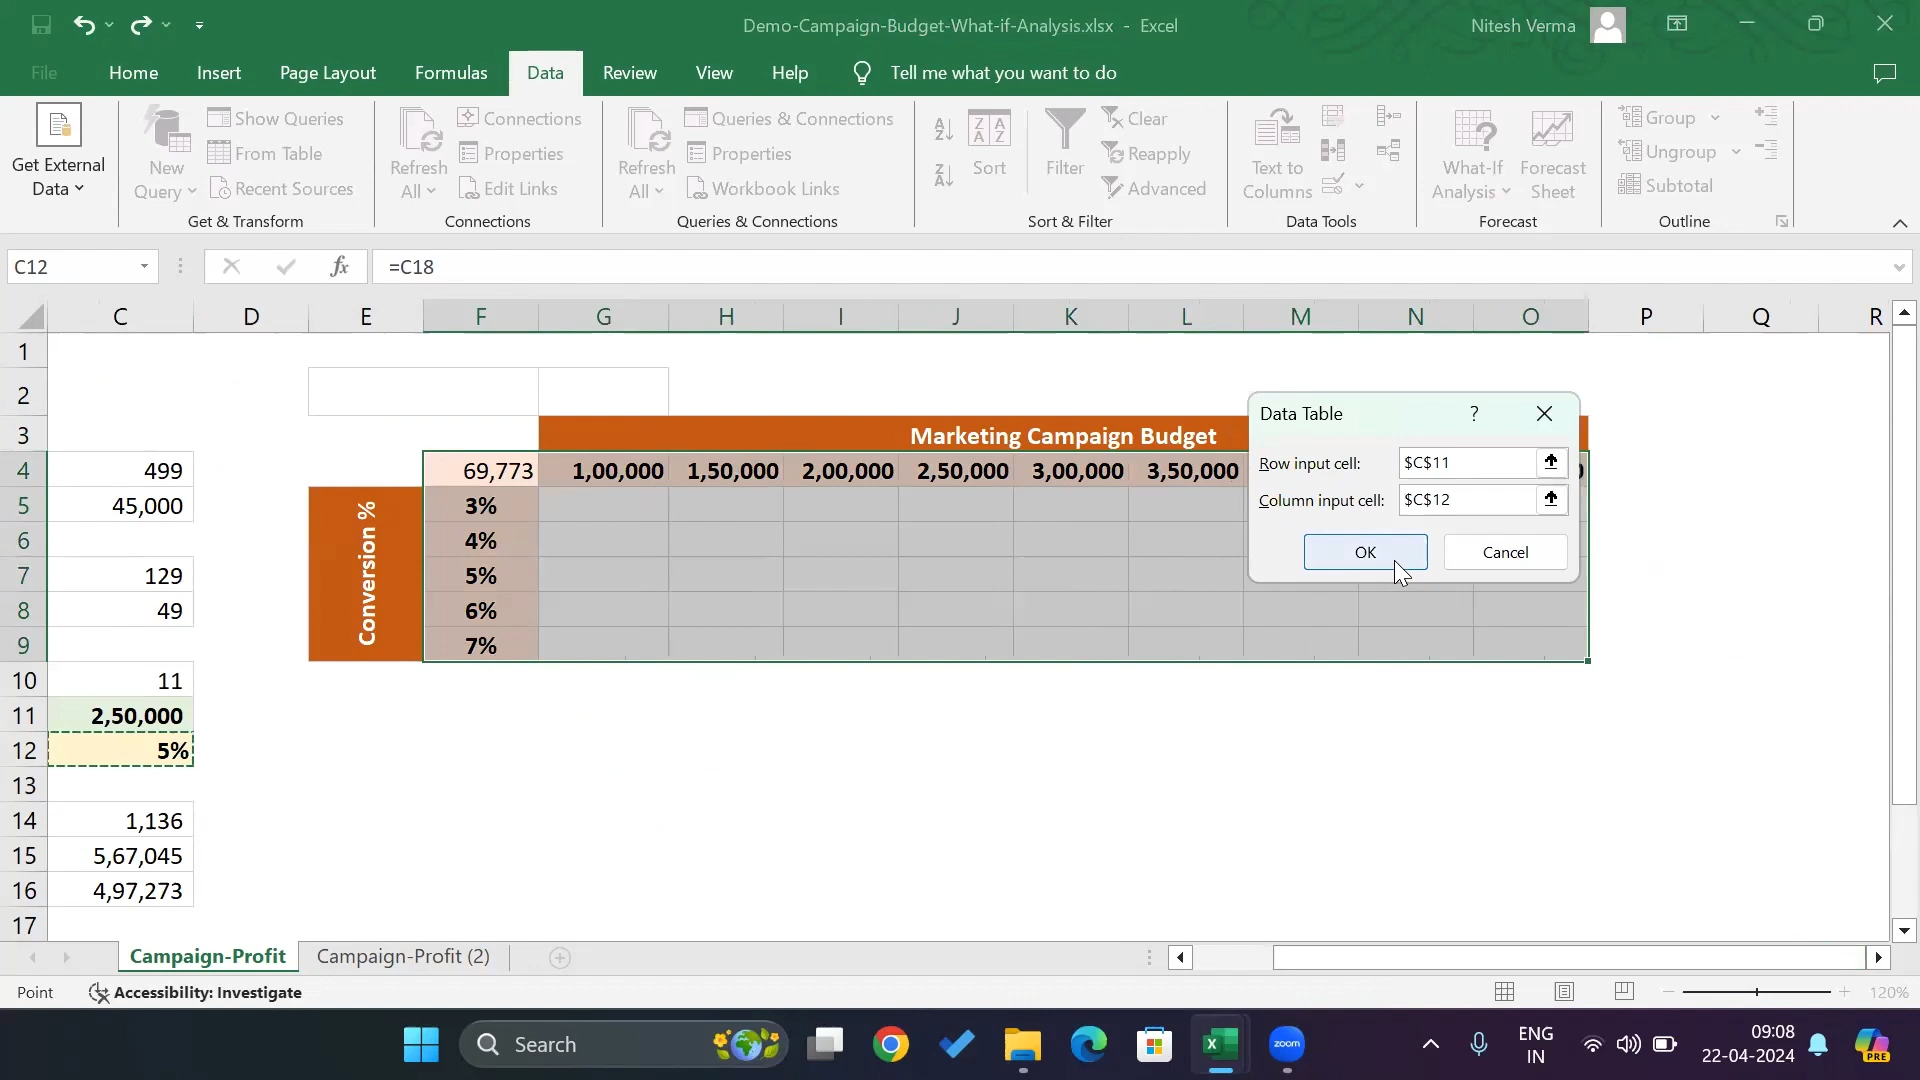 Demo-Campaign-Budget-What-if-Analysis.xlsx - Excel
Nitesh Verma
File Home Insert Page Layout Formulas Data Review View Help Tell me what you want to do
Get External Data
New Query
Show Queries
From Table
Recent Sources
Get & Transform
Refresh All
Connections
Properties
Edit Links
Connections
Refresh All
Queries & Connections
Properties
Workbook Links
Queries & Connections
Sort
Filter
Clear
Reapply
Advanced
Sort & Filter
Text to Columns
Data Tools
What-If Analysis
Forecast Sheet
Forecast
Group
Ungroup
Subtotal
Outline
C12 fx =C18
C D E F G H I J K L M N O P Q R
1
2
3 Marketing Campaign Budget
4 499 69,773 1,00,000 1,50,000 2,00,000 2,50,000 3,00,000 3,50,000
5 45,000 3%
6 4%
7 129 5%
8 49 6%
9 7%
Conversion %
10 11
11 2,50,000
12 5%
13
14 1,136
15 5,67,045
16 4,97,273
17
Data Table ?
Row input cell: $C$11
Column input cell: $C$12
OK Cancel
Campaign-Profit Campaign-Profit (2)
Point Accessibility: Investigate 120%
Search
zoom
ENG
IN
09:08
22-04-2024
PRE